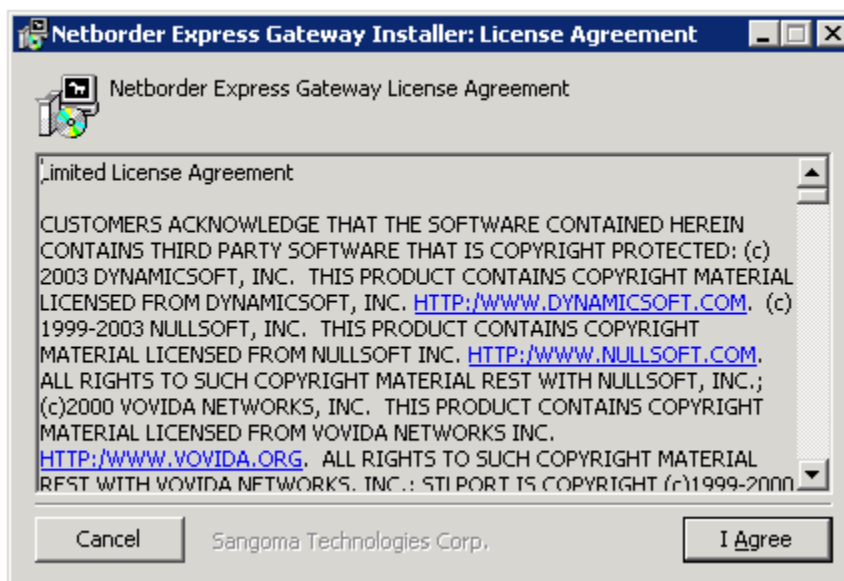 Netborder Express Gateway Installer: License Agreement
Netborder Express Gateway License Agreement
Limited License Agreement
CUSTOMERS ACKNOWLEDGE THAT THE SOFTWARE CONTAINED HEREIN
CONTAINS THIRD PARTY SOFTWARE THAT IS COPYRIGHT PROTECTED: (c)
2003 DYNAMICSOFT, INC.  THIS PRODUCT CONTAINS COPYRIGHT MATERIAL
LICENSED FROM DYNAMICSOFT, INC. HTTP:/WWW.DYNAMICSOFT.COM.  (c)
1999-2003 NULLSOFT, INC.  THIS PRODUCT CONTAINS COPYRIGHT
MATERIAL LICENSED FROM NULLSOFT INC. HTTP:/WWW.NULLSOFT.COM.
ALL RIGHTS TO SUCH COPYRIGHT MATERIAL REST WITH NULLSOFT, INC.;
(c)2000 VOVIDA NETWORKS, INC.  THIS PRODUCT CONTAINS COPYRIGHT
MATERIAL LICENSED FROM VOVIDA NETWORKS INC.
HTTP:/WWW.VOVIDA.ORG.  ALL RIGHTS TO SUCH COPYRIGHT MATERIAL
REST WITH VOVIDA NETWORKS, INC.; STLPORT IS COPYRIGHT (c)1999-2000
Cancel
Sangoma Technologies Corp.
I Agree